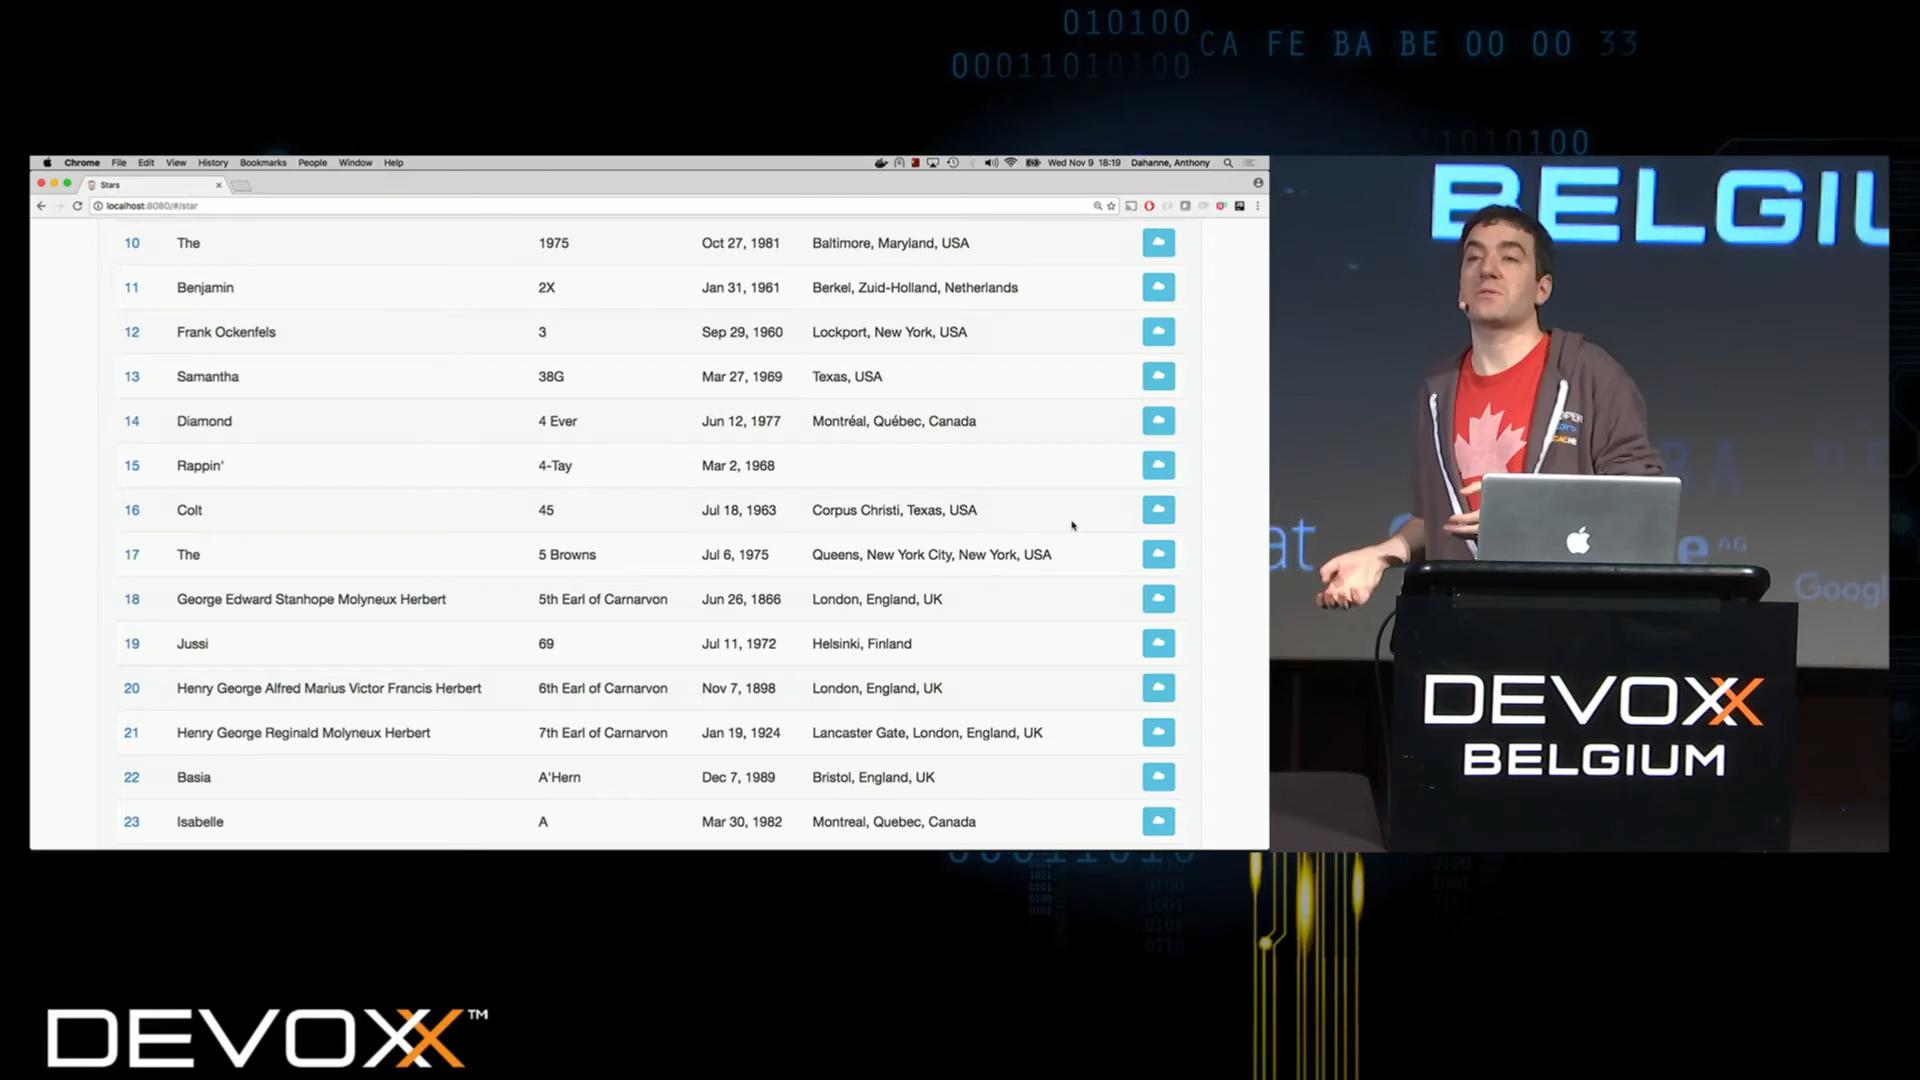 010100
CA FE BA BE 00 00 33
00011010100
1010100
Chrome File Edit View History Bookmarks People Window Help
Wed Nov 9 18:19 Dahanne, Anthony
Stars
localhost:8080/#/star
10 The 1975 Oct 27, 1981 Baltimore, Maryland, USA
11 Benjamin 2X Jan 31, 1961 Berkel, Zuid-Holland, Netherlands
12 Frank Ockenfels 3 Sep 29, 1960 Lockport, New York, USA
13 Samantha 38G Mar 27, 1969 Texas, USA
14 Diamond 4 Ever Jun 12, 1977 Montréal, Québec, Canada
15 Rappin' 4-Tay Mar 2, 1968
16 Colt 45 Jul 18, 1963 Corpus Christi, Texas, USA
17 The 5 Browns Jul 6, 1975 Queens, New York City, New York, USA
18 George Edward Stanhope Molyneux Herbert 5th Earl of Carnarvon Jun 26, 1866 London, England, UK
19 Jussi 69 Jul 11, 1972 Helsinki, Finland
20 Henry George Alfred Marius Victor Francis Herbert 6th Earl of Carnarvon Nov 7, 1898 London, England, UK
21 Henry George Reginald Molyneux Herbert 7th Earl of Carnarvon Jan 19, 1924 Lancaster Gate, London, England, UK
22 Basia A'Hern Dec 7, 1989 Bristol, England, UK
23 Isabelle A Mar 30, 1982 Montreal, Quebec, Canada
BELGIU
at
e AG
Googl
DEVOXX
BELGIUM
DEVOXX™